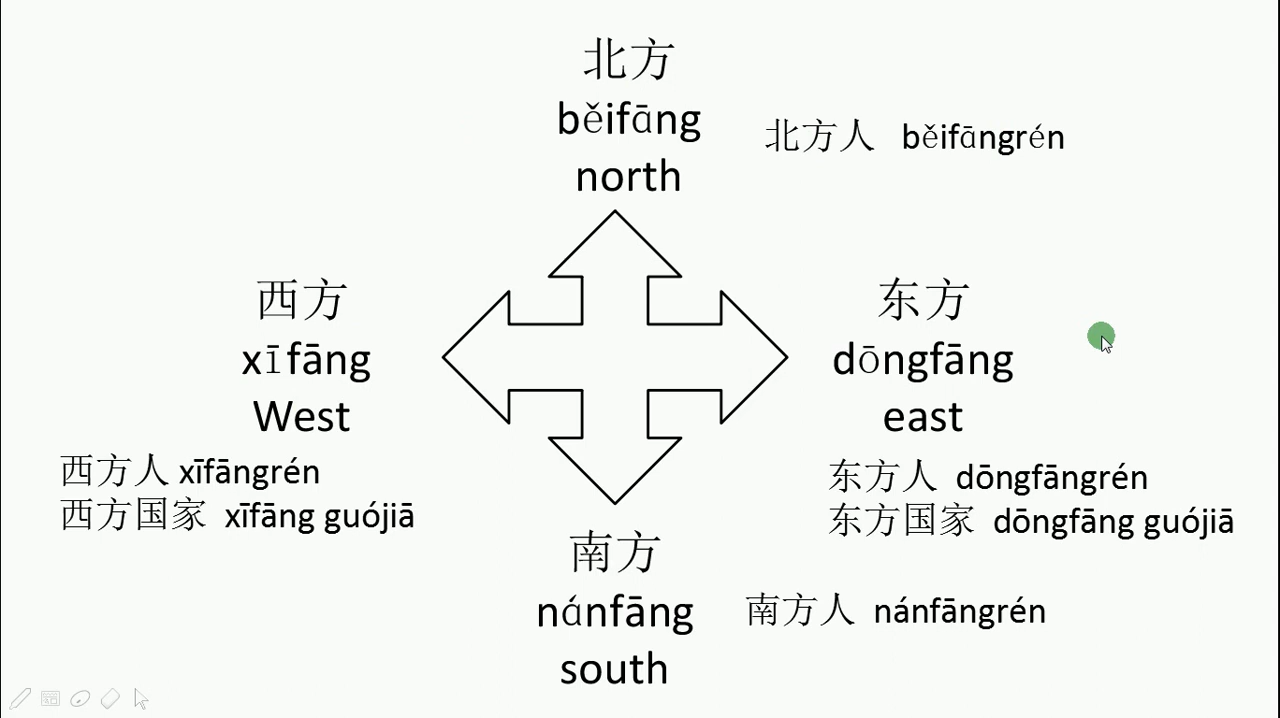 北方
běifāng
north
北方人 běifāngrén
西方
xīfāng
West
西方人 xīfāngrén
西方国家 xīfāng guójiā
东方
dōngfāng
east
东方人 dōngfāngrén
东方国家 dōngfāng guójiā
南方
nánfāng
south
南方人 nánfāngrén